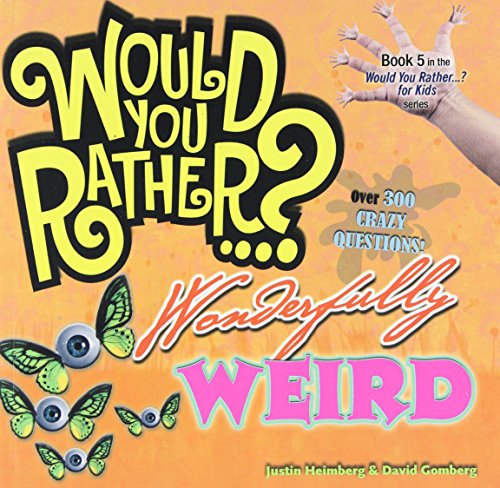 WOULD
YOU
RATHER...?
Book 5 in the
Would You Rather...?
for Kids
series
Over 300
CRAZY
QUESTIONS!
Wonderfully
WEIRD
Justin Heimberg & David Gomberg